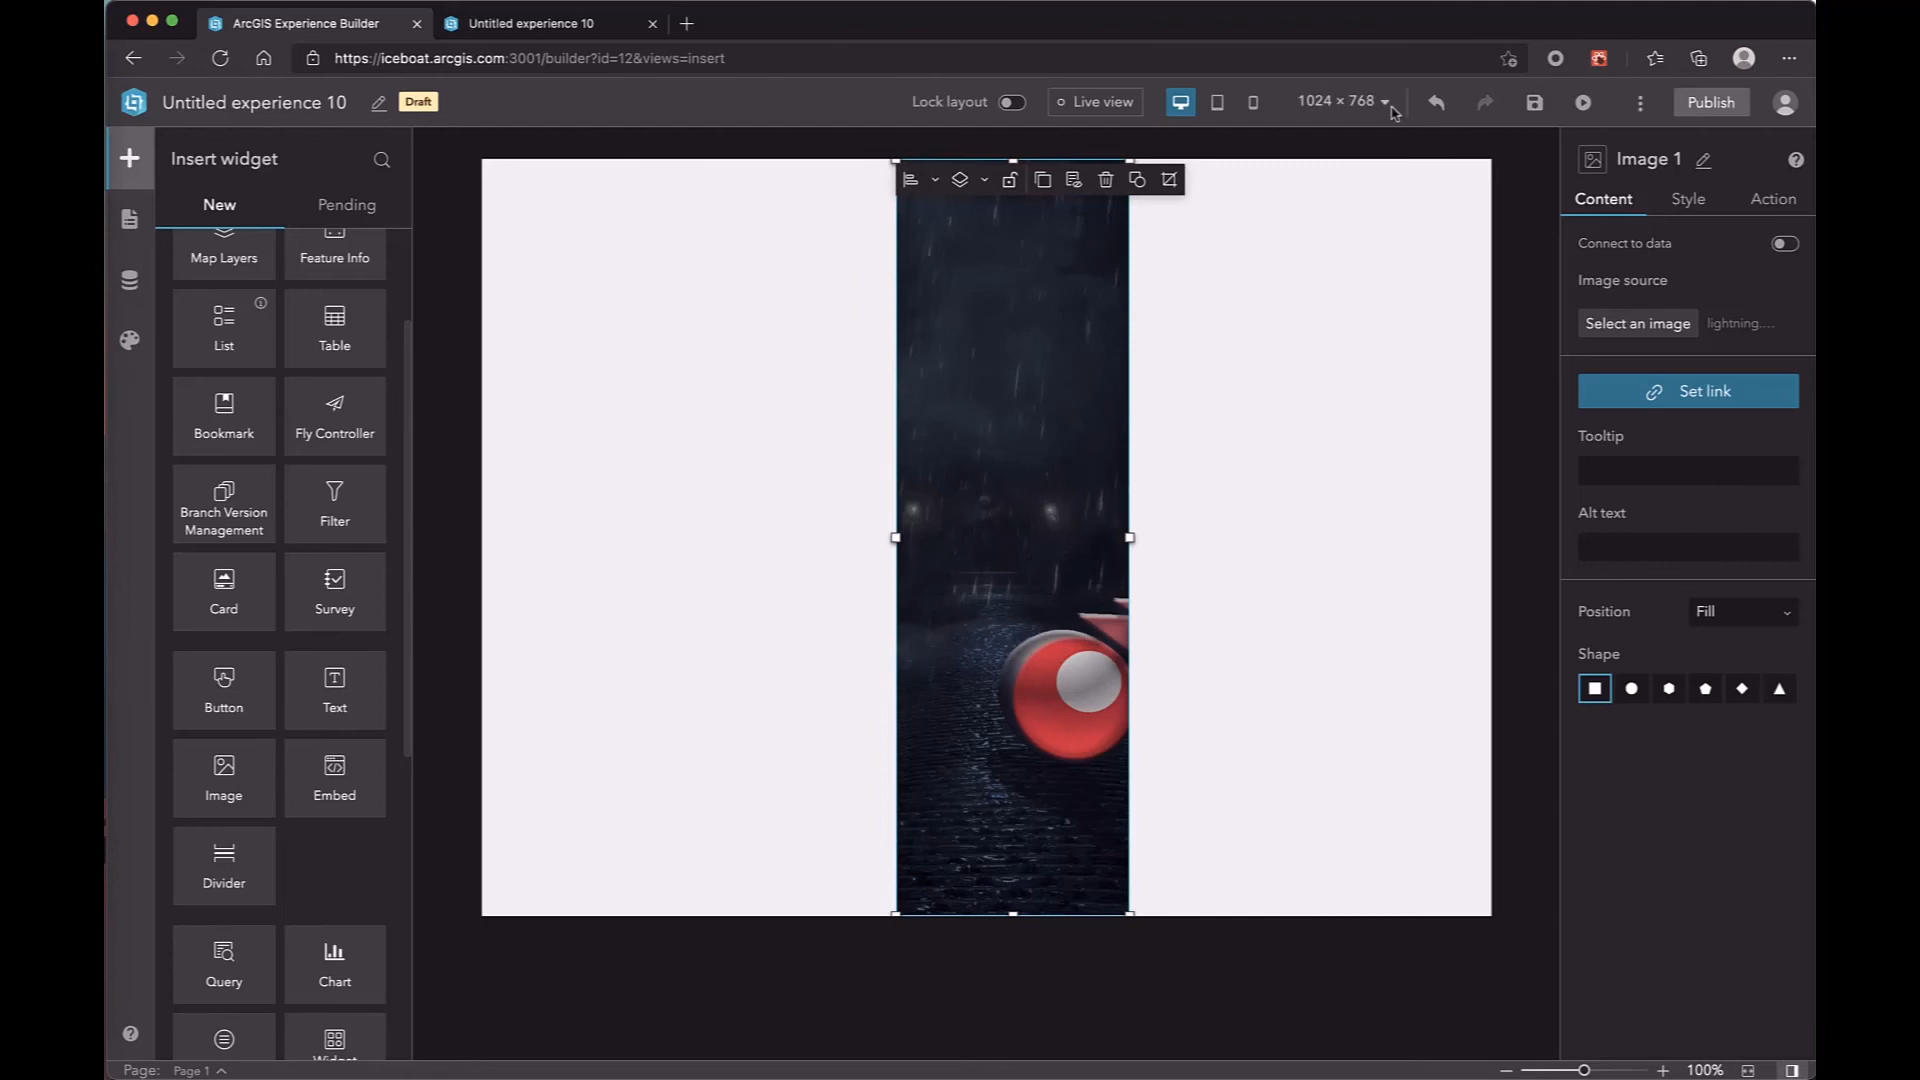 ArcGIS Experience Builder
Untitled experience 10
https://iceboat.arcgis.com:3001/builder?id=12&views=insert
Untitled experience 10
Draft
Lock layout
Live view
1024 × 768
Publish
Insert widget
New
Pending
Map Layers
Feature Info
List
Table
Bookmark
Fly Controller
Branch Version
Management
Filter
Card
Survey
Button
Text
Image
Embed
Divider
Query
Chart
Widget
Image 1
Content
Style
Action
Connect to data
Image source
Select an image
lightning....
Set link
Tooltip
Alt text
Position
Fill
Shape
Page:
Page 1
100%